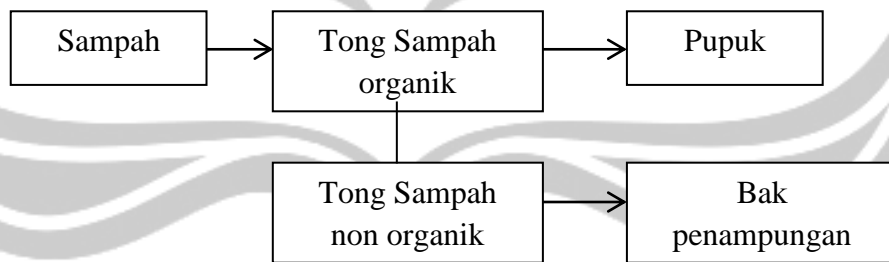 Sampah
Tong Sampah
organik
Pupuk
Tong Sampah
non organik
Bak
penampungan